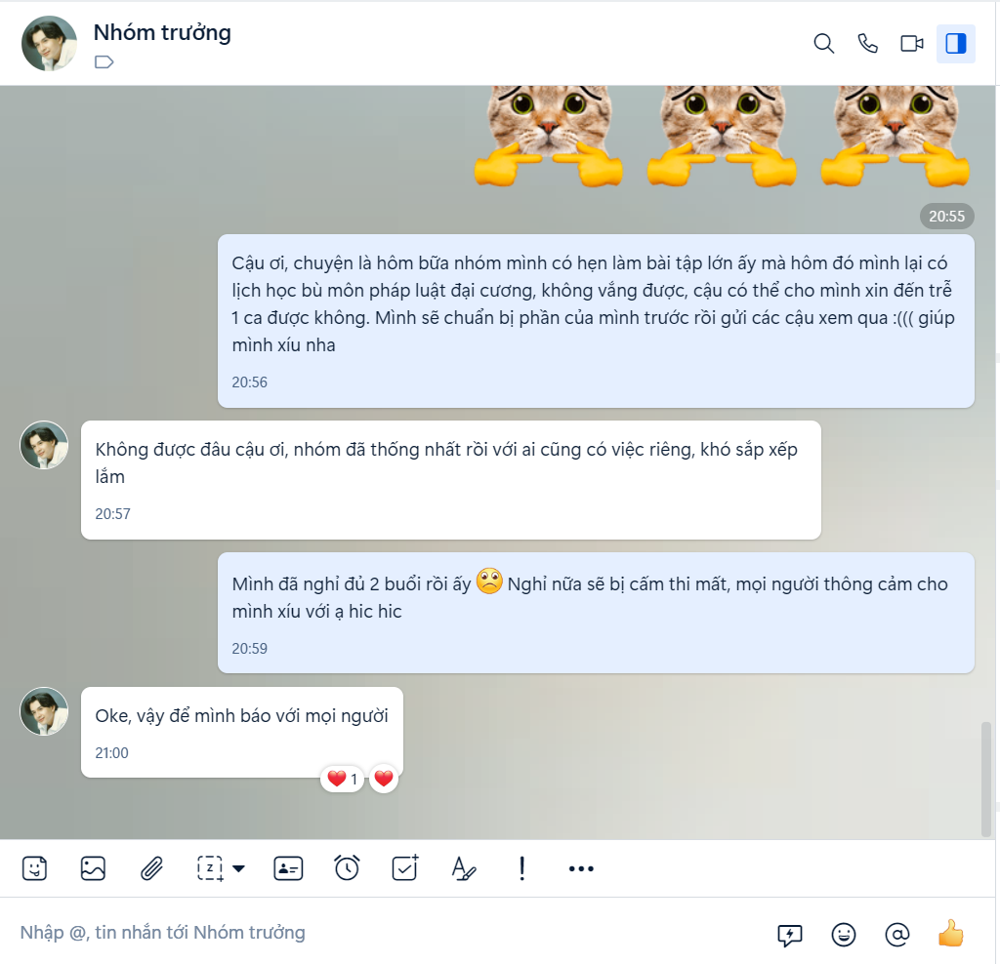 Nhóm trưởng
20:55
Cậu ơi, chuyện là hôm bữa nhóm mình có hẹn làm bài tập lớn ấy mà hôm đó mình lại có
lịch học bù môn pháp luật đại cương, không vắng được, cậu có thể cho mình xin đến trễ
1 ca được không. Mình sẽ chuẩn bị phần của mình trước rồi gửi các cậu xem qua :((( giúp
mình xíu nha
20:56
Không được đâu cậu ơi, nhóm đã thống nhất rồi với ai cũng có việc riêng, khó sắp xếp
lắm
20:57
Mình đã nghỉ đủ 2 buổi rồi ấy 🙁 Nghỉ nữa sẽ bị cấm thi mất, mọi người thông cảm cho
mình xíu với ạ hic hic
20:59
Oke, vậy để mình báo với mọi người
21:00
❤️ 1 ❤️
Nhập @, tin nhắn tới Nhóm trưởng